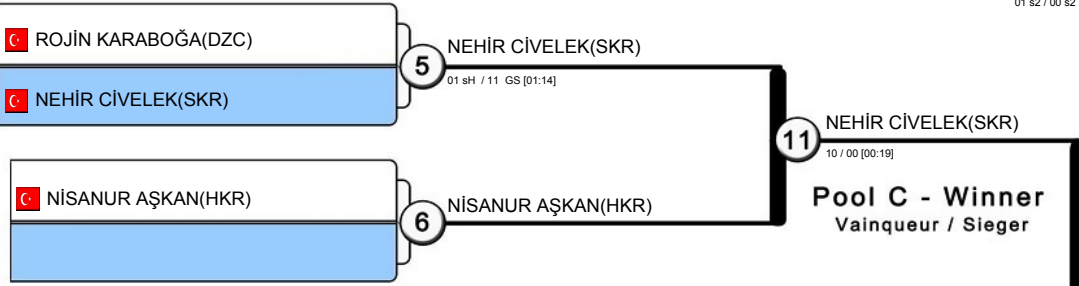 01 s2 / 00 s2
ROJİN KARABOĞA(DZC)
NEHİR CİVELEK(SKR)
5
NEHİR CİVELEK(SKR)
01 sH / 11 GS [01:14]
11
NEHİR CİVELEK(SKR)
10 / 00 [00:19]
NİSANUR AŞKAN(HKR)
6
NİSANUR AŞKAN(HKR)
Pool C - Winner
Vainqueur / Sieger